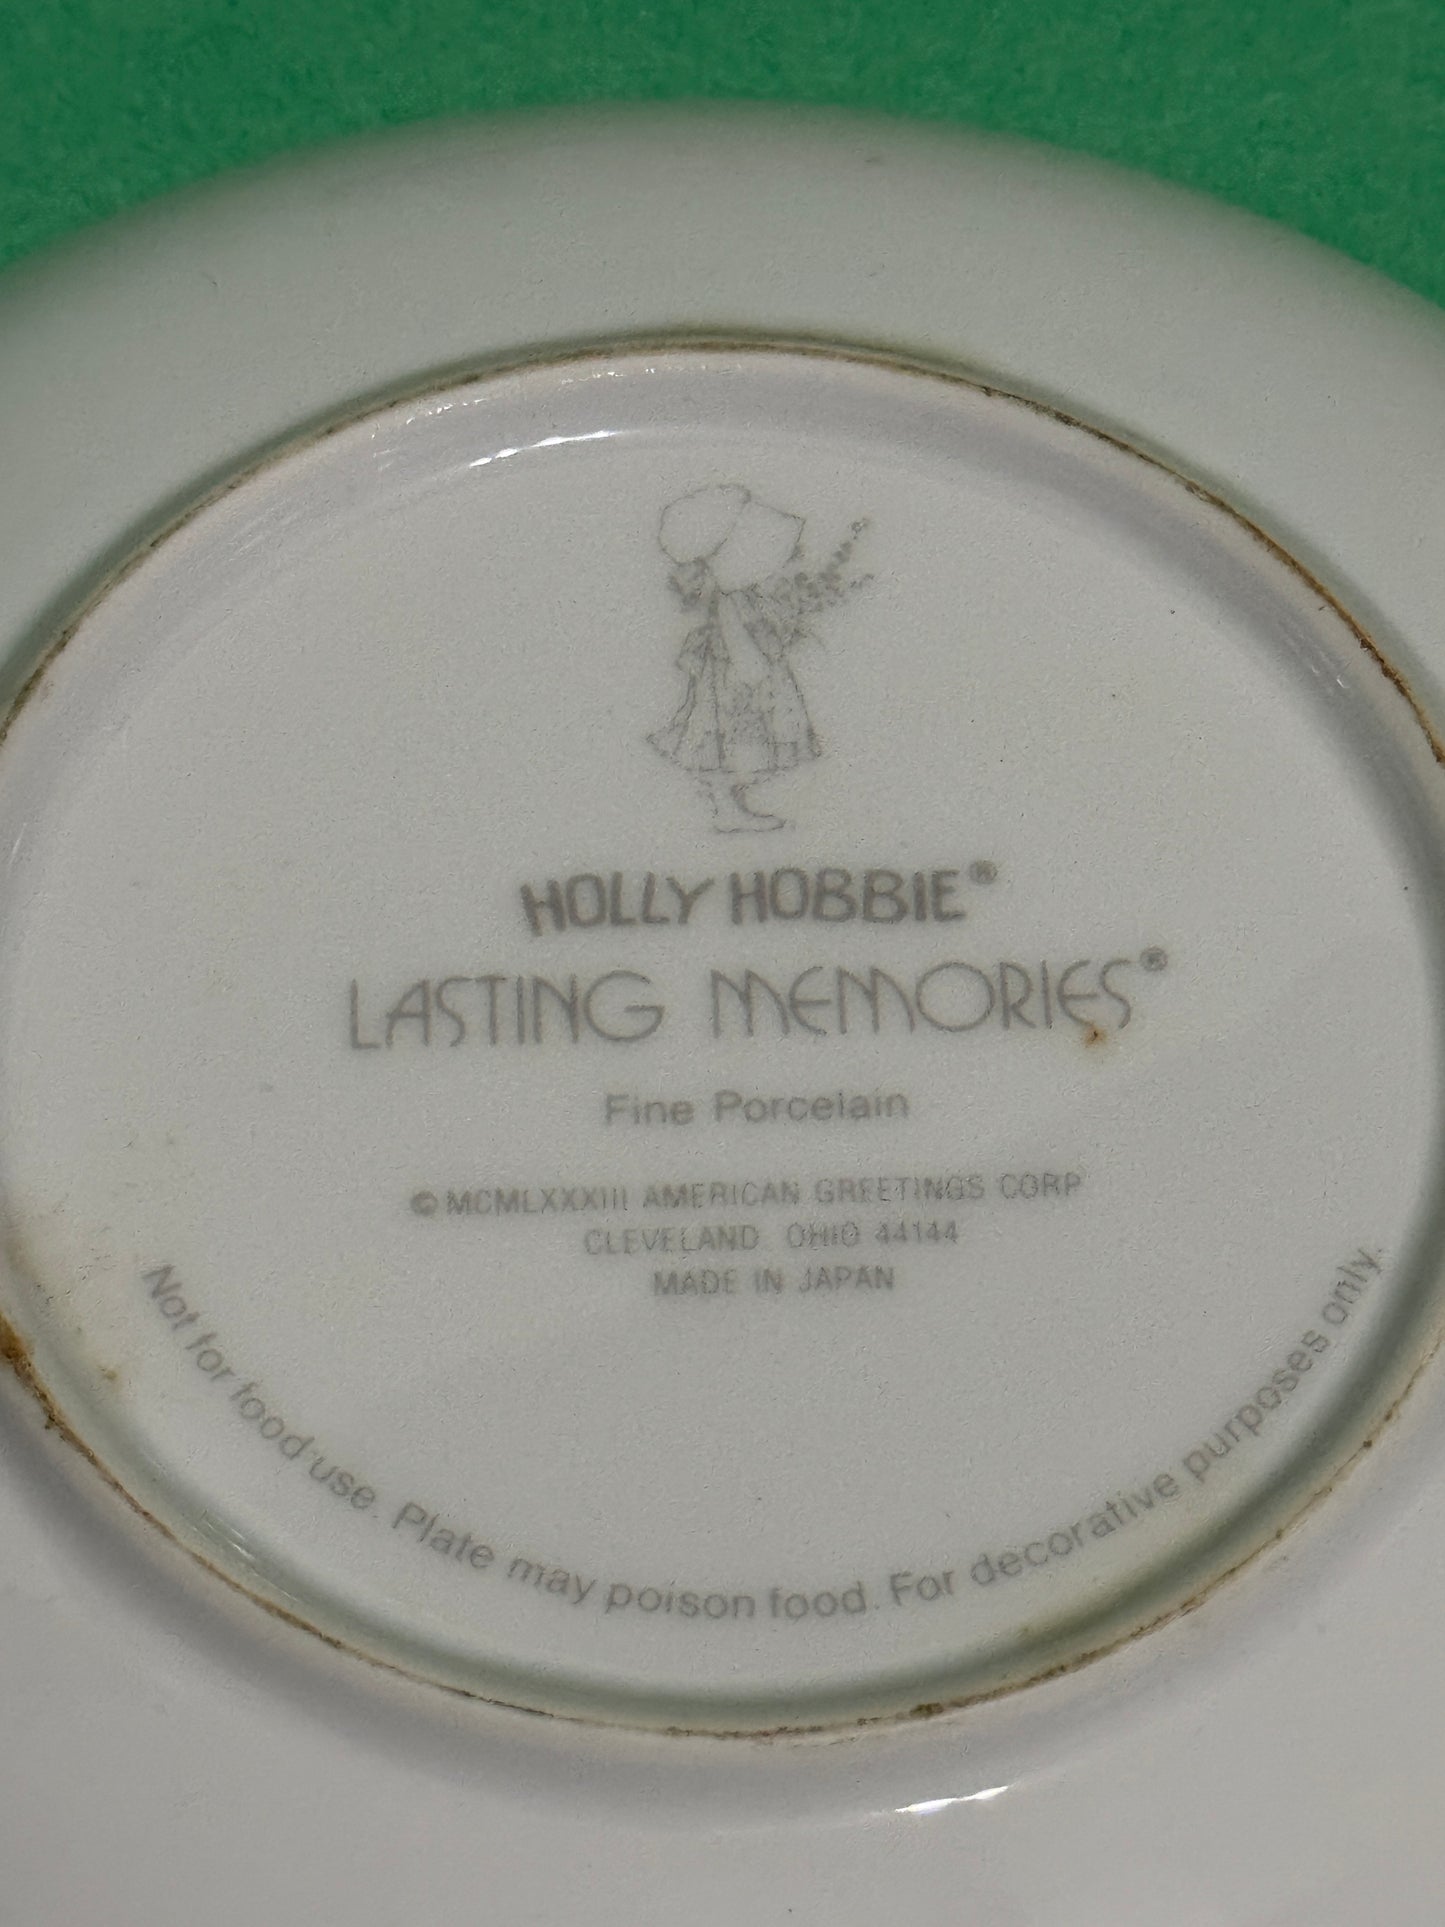 HOLLY HOBBIE®
LASTING MEMORIES®
Fine Porcelain
© MCMLXXXIII AMERICAN GREETINGS CORP
CLEVELAND, OHIO 44144
MADE IN JAPAN
Not for food use. Plate may poison food. For decorative purposes only.